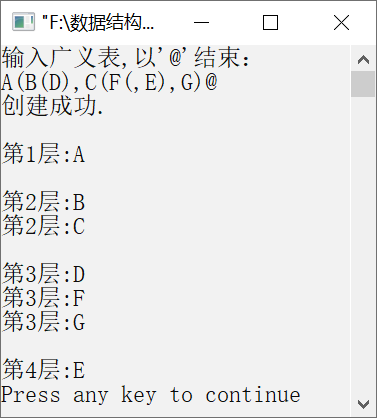 "F:\数据结构...
输入广义表,以'@'结束:
A(B(D),C(F(,E),G)@
创建成功.
第1层:A
第2层:B
第2层:C
第3层:D
第3层:F
第3层:G
第4层:E
Press any key to continue